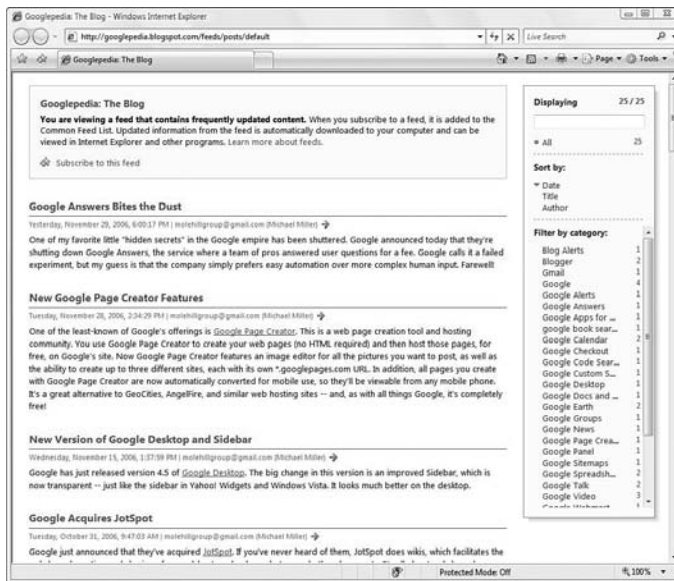 Googlepedia: The Blog - Windows Internet Explorer
http://googlepedia.blogspot.com/feeds/posts/default
Live Search
Googlepedia: The Blog
Page
Tools
Googlepedia: The Blog
You are viewing a feed that contains frequently updated content. When you subscribe to a feed, it is added to the
Common Feed List. Updated information from the feed is automatically downloaded to your computer and can be
viewed in Internet Explorer and other programs. Learn more about feeds.
Subscribe to this feed
Google Answers Bites the Dust
Yesterday, November 29, 2006, 6:00:17 PM | molehillgroup@gmail.com (Michael Miller)
One of my favorite little "hidden secrets" in the Google empire has been shuttered. Google announced today that they're
shutting down Google Answers, the service where a team of pros answered user questions for a fee. Google calls it a failed
experiment, but my guess is that the company simply prefers easy automation over more complex human input. Farewell!
New Google Page Creator Features
Tuesday, November 28, 2006, 2:34:29 PM | molehillgroup@gmail.com (Michael Miller)
One of the least-known of Google's offerings is Google Page Creator. This is a web page creation tool and hosting
community. You use Google Page Creator to create your web pages (no HTML required) and then host those pages, for
free, on Google's site. Now Google Page Creator features an image editor for all the pictures you want to post, as well as
the ability to create up to three different sites, each with its own *.googlepages.com URL. In addition, all pages you create
with Google Page Creator are now automatically converted for mobile use, so they'll be viewable from any mobile phone.
It's a great alternative to GeoCities, AngelFire, and similar web hosting sites -- and, as with all things Google, it's completely
free!
New Version of Google Desktop and Sidebar
Wednesday, November 15, 2006, 1:37:59 PM | molehillgroup@gmail.com (Michael Miller)
Google has just released version 4.5 of Google Desktop. The big change in this version is an improved Sidebar, which is
now transparent -- just like the sidebar in Yahoo! Widgets and Windows Vista. It looks much better on the desktop.
Google Acquires JotSpot
Tuesday, October 31, 2006, 9:47:03 AM | molehillgroup@gmail.com (Michael Miller)
Google just announced that they've acquired JotSpot. If you've never heard of them, JotSpot does wikis, which facilitates the
Displaying 25 / 25
All 25
Sort by:
Date
Title
Author
Filter by category:
Blog Alerts 1
Blogger 2
Gmail 1
Google 4
Google Alerts 1
Google Answers 1
Google Apps for ... 1
google book sear... 1
Google Calendar 2
Google Checkout 1
Google Code Sear... 1
Google Custom S... 1
Google Desktop 1
Google Docs and ... 1
Google Earth 2
Google Groups 1
Google News 1
Google Page Crea... 1
Google Panel 1
Google Sitemaps 1
Google Spreadsh... 2
Google Talk 2
Google Video 3
Protected Mode: Off
100%